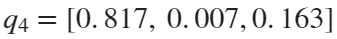 q₄ = [0. 817, 0. 007, 0. 163]